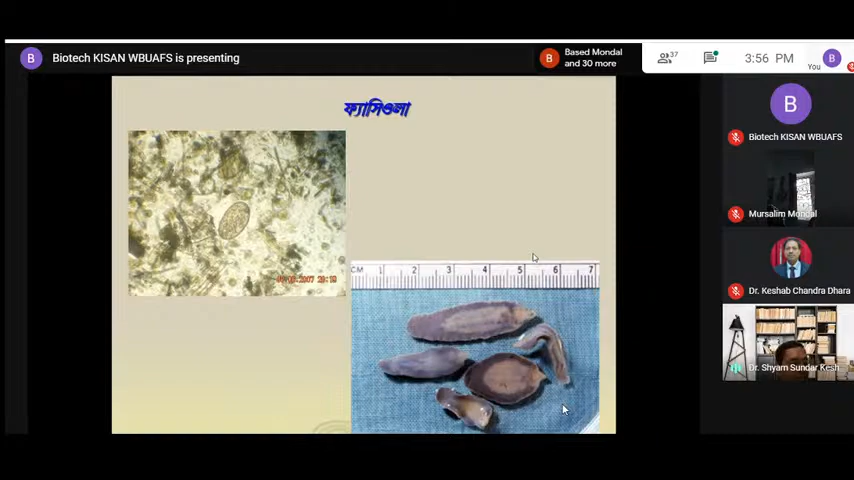 B Biotech KISAN WBUAFS is presenting
B Based Mondal
and 30 more
37
3:56 PM
You B
ফ্যাসিওলা
B
Biotech KISAN WBUAFS
Mursalim Mondal
Dr. Keshab Chandra Dhara
Dr. Shyam Sundar Kesh
CM 1 2 3 4 5 6 7